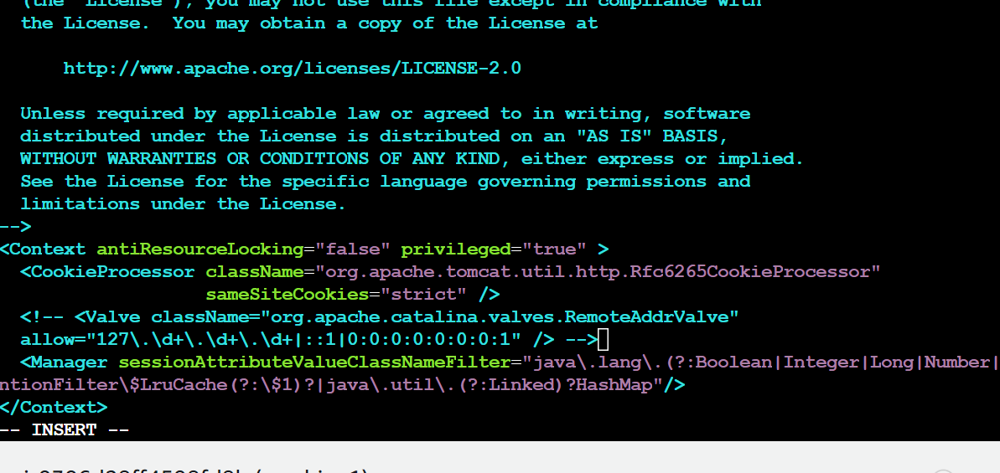 (the "License"); you may not use this file except in compliance with
the License.  You may obtain a copy of the License at
http://www.apache.org/licenses/LICENSE-2.0
Unless required by applicable law or agreed to in writing, software
distributed under the License is distributed on an "AS IS" BASIS,
WITHOUT WARRANTIES OR CONDITIONS OF ANY KIND, either express or implied.
See the License for the specific language governing permissions and
limitations under the License.
-->
<Context antiResourceLocking="false" privileged="true" >
<CookieProcessor className="org.apache.tomcat.util.http.Rfc6265CookieProcessor"
sameSiteCookies="strict" />
<!-- <Valve className="org.apache.catalina.valves.RemoteAddrValve"
allow="127\.\d+\.\d+\.\d+|::1|0:0:0:0:0:0:0:1" /> -->
<Manager sessionAttributeValueClassNameFilter="java\.lang\.(?:Boolean|Integer|Long|Number|
ntionFilter\$LruCache(?:\$1)?|java\.util\.(?:Linked)?HashMap"/>
</Context>
-- INSERT --